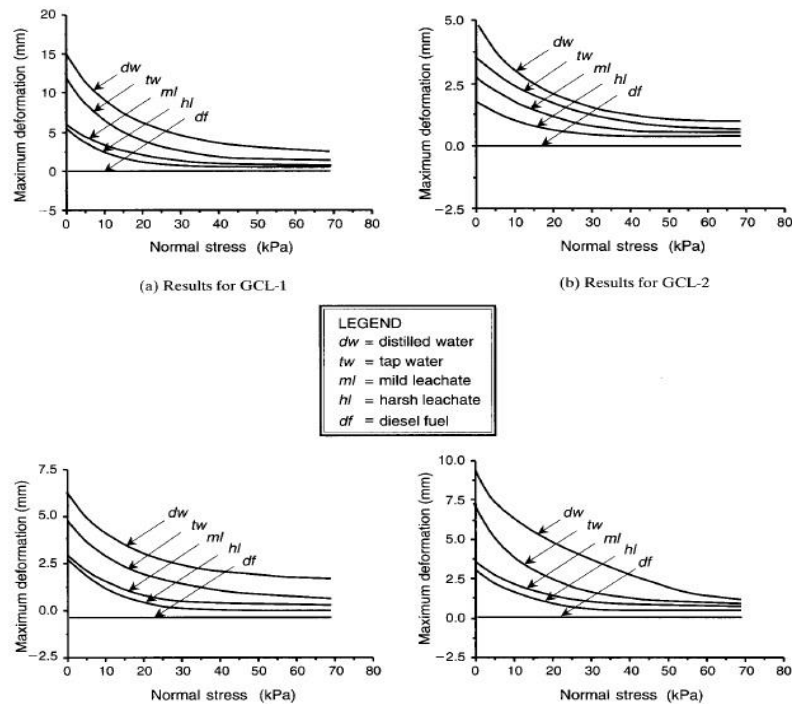 Maximum deformation (mm)
20
15
10
5
0
−5
dw
tw
ml
hl
df
0 10 20 30 40 50 60 70 80
Normal stress (kPa)
(a) Results for GCL-1
Maximum deformation (mm)
5.0
2.5
0.0
−2.5
dw
tw
ml
hl
df
0 10 20 30 40 50 60 70 80
Normal stress (kPa)
(b) Results for GCL-2
LEGEND
dw = distilled water
tw = tap water
ml = mild leachate
hl = harsh leachate
df = diesel fuel
Maximum deformation (mm)
7.5
5.0
2.5
0.0
−2.5
dw
tw
ml
hl
df
0 10 20 30 40 50 60 70 80
Normal stress (kPa)
Maximum deformation (mm)
10.0
7.5
5.0
2.5
0.0
−2.5
dw
tw
ml
hl
df
0 10 20 30 40 50 60 70 80
Normal stress (kPa)